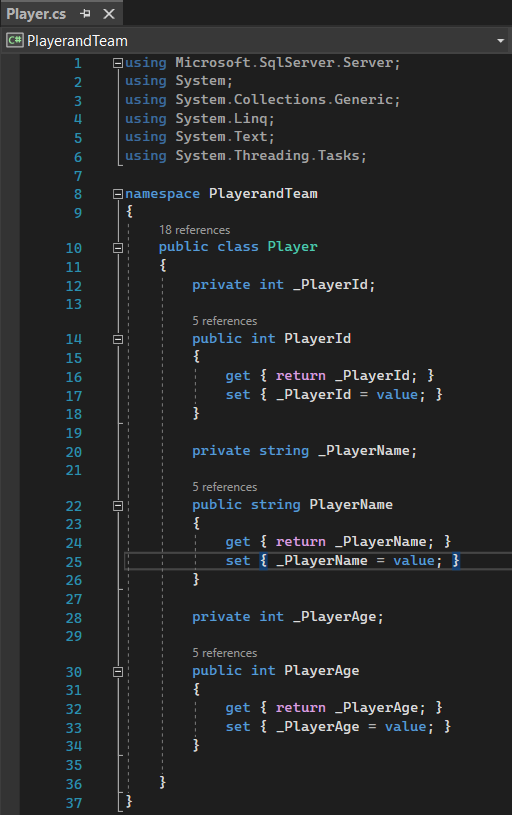 Player.cs
C# PlayerandTeam
1 using Microsoft.SqlServer.Server;
2 using System;
3 using System.Collections.Generic;
4 using System.Linq;
5 using System.Text;
6 using System.Threading.Tasks;
7
8 namespace PlayerandTeam
9 {
18 references
10 public class Player
11 {
12 private int _PlayerId;
13
5 references
14 public int PlayerId
15 {
16 get { return _PlayerId; }
17 set { _PlayerId = value; }
18 }
19
20 private string _PlayerName;
21
5 references
22 public string PlayerName
23 {
24 get { return _PlayerName; }
25 set { _PlayerName = value; }
26 }
27
28 private int _PlayerAge;
29
5 references
30 public int PlayerAge
31 {
32 get { return _PlayerAge; }
33 set { _PlayerAge = value; }
34 }
35
36 }
37 }